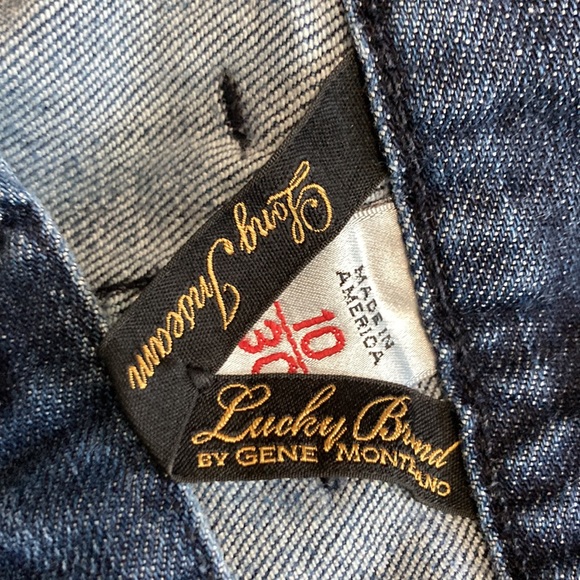 Long Inseam
MADE IN
AMERICA
10
30
Lucky Brand
BY GENE MONTESANO